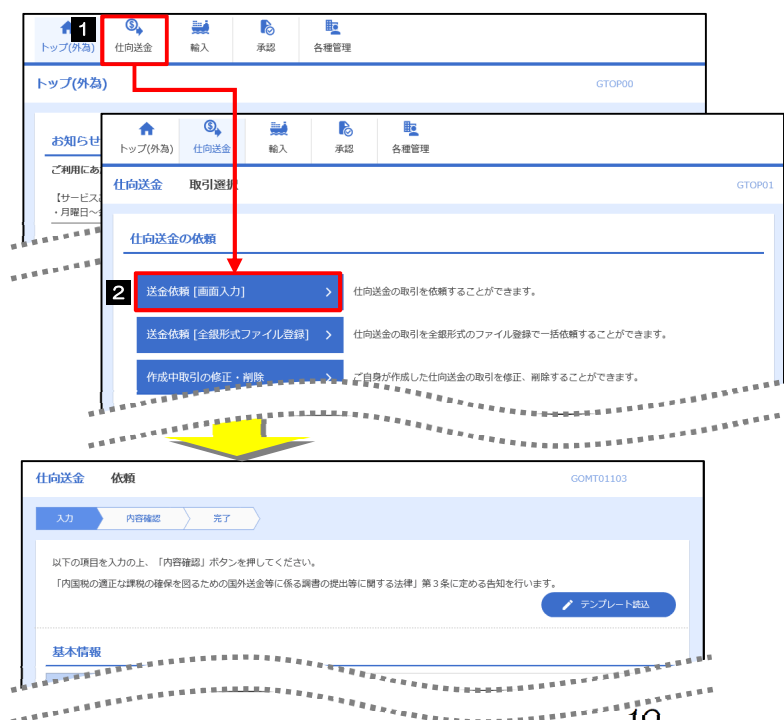 1
トップ(外為) 仕向送金 輸入 承認 各種管理
トップ(外為) GTOP00
お知らせ
トップ(外為) 仕向送金 輸入 承認 各種管理
仕向送金 取引選択 GTOP01
仕向送金の依頼
2 送金依頼 [画面入力] 仕向送金の取引を依頼することができます。
送金依頼 [全銀形式ファイル登録] 仕向送金の取引を全銀形式のファイル登録で一括依頼することができます。
作成中取引の修正・削除 ご自身が作成した仕向送金の取引を修正、削除することができます。
仕向送金 依頼 GOMT01103
入力 内容確認 完了
以下の項目を入力の上、「内容確認」ボタンを押してください。
「内国税の適正な課税の確保を図るための国外送金等に係る調書の提出等に関する法律」第3条に定める告知を行います。
テンプレート読込
基本情報